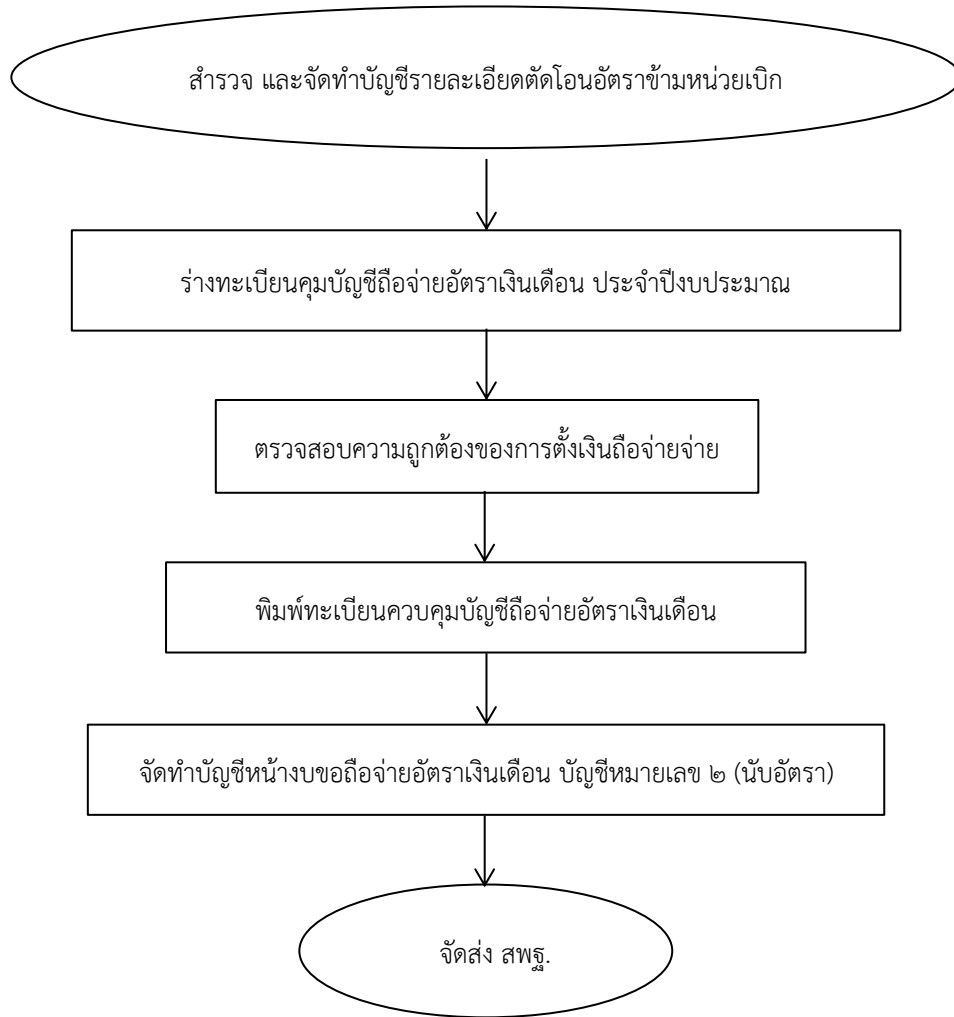 สำรวจ และจัดทำบัญชีรายละเอียดตัดโอนอัตราข้ามหน่วยเบิก
ร่างทะเบียนคุมบัญชีถือจ่ายอัตราเงินเดือน ประจำปีงบประมาณ
ตรวจสอบความถูกต้องของการตั้งเงินถือจ่ายจ่าย
พิมพ์ทะเบียนควบคุมบัญชีถือจ่ายอัตราเงินเดือน
จัดทำบัญชีหน้างบขอถือจ่ายอัตราเงินเดือน บัญชีหมายเลข ๒ (นับอัตรา)
จัดส่ง สพฐ.